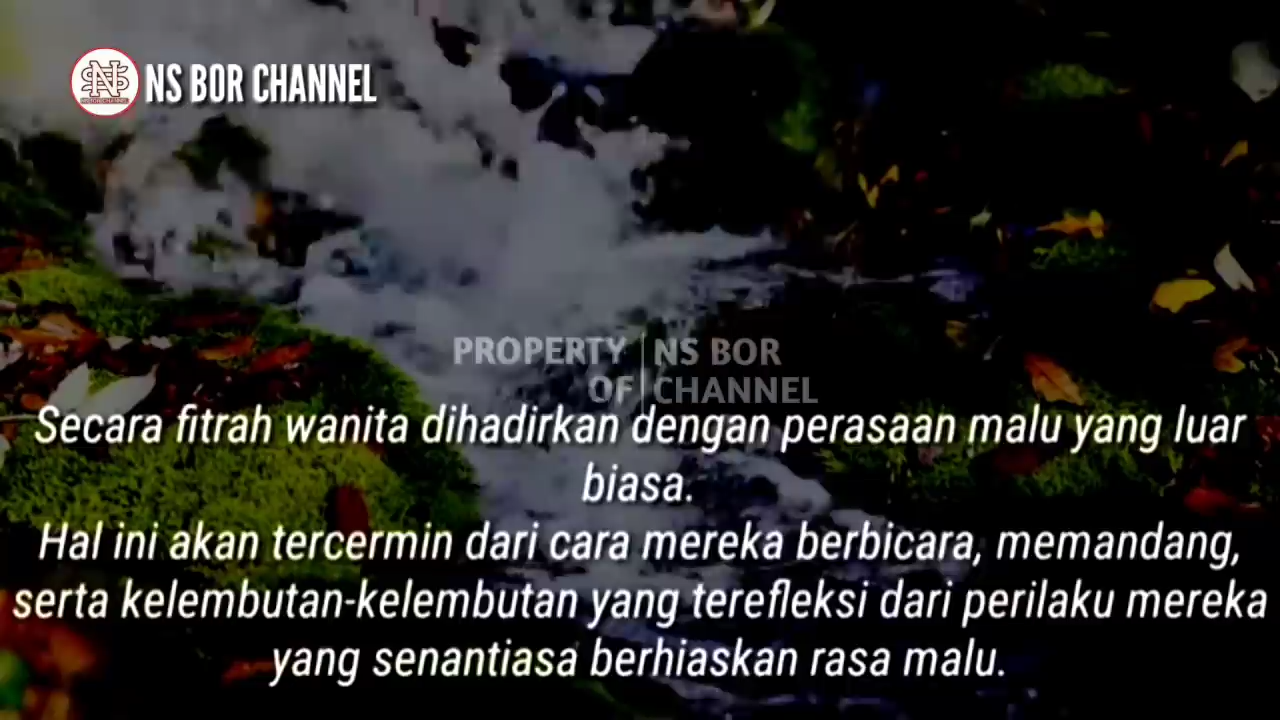 NS BOR CHANNEL
PROPERTY OF NS BOR CHANNEL
Secara fitrah wanita dihadirkan dengan perasaan malu yang luar
biasa.
Hal ini akan tercermin dari cara mereka berbicara, memandang,
serta kelembutan-kelembutan yang terefleksi dari perilaku mereka
yang senantiasa berhiaskan rasa malu.